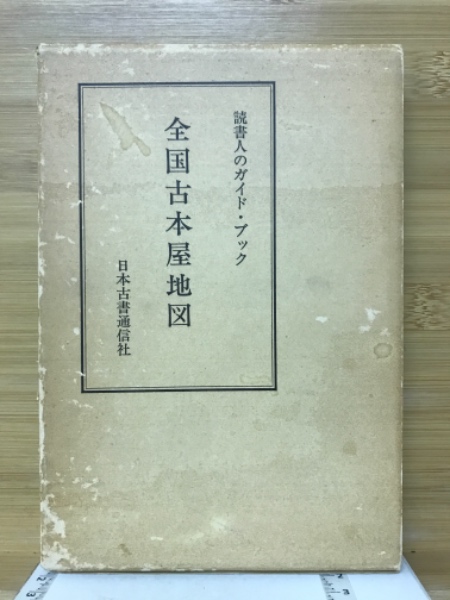 読書人のガイド・ブック
全国古本屋地図
日本古書通信社